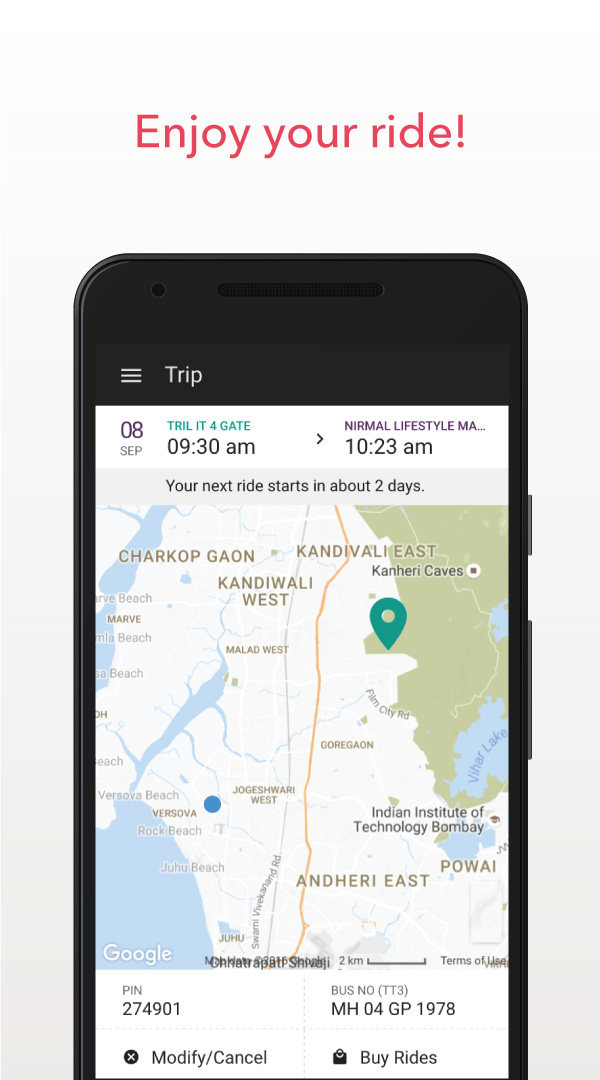 Enjoy your ride!
Trip
08
SEP
TRIL IT 4 GATE
09:30 am
NIRMAL LIFESTYLE MA...
10:23 am
Your next ride starts in about 2 days.
CHARKOP GAON
KANDIVALI EAST
Kanheri Caves
KANDIWALI
WEST
arve Beach
MARVE
mla Beach
MALAD WEST
sa Beach
Film City Rd
OH
GOREGAON
Vihar Lake
each
Versova Beach
JOGESHWARI
WEST
VERSOVA
Rock Beach
Indian Institute of
Technology Bombay
Juhu Beach
POWAI
ANDHERI EAST
Swami Vivekanand Rd
JUHU
Google
Chhatrapati Shivaji
2 km
Terms of Use
PIN
274901
BUS NO (TT3)
MH 04 GP 1978
Modify/Cancel
Buy Rides